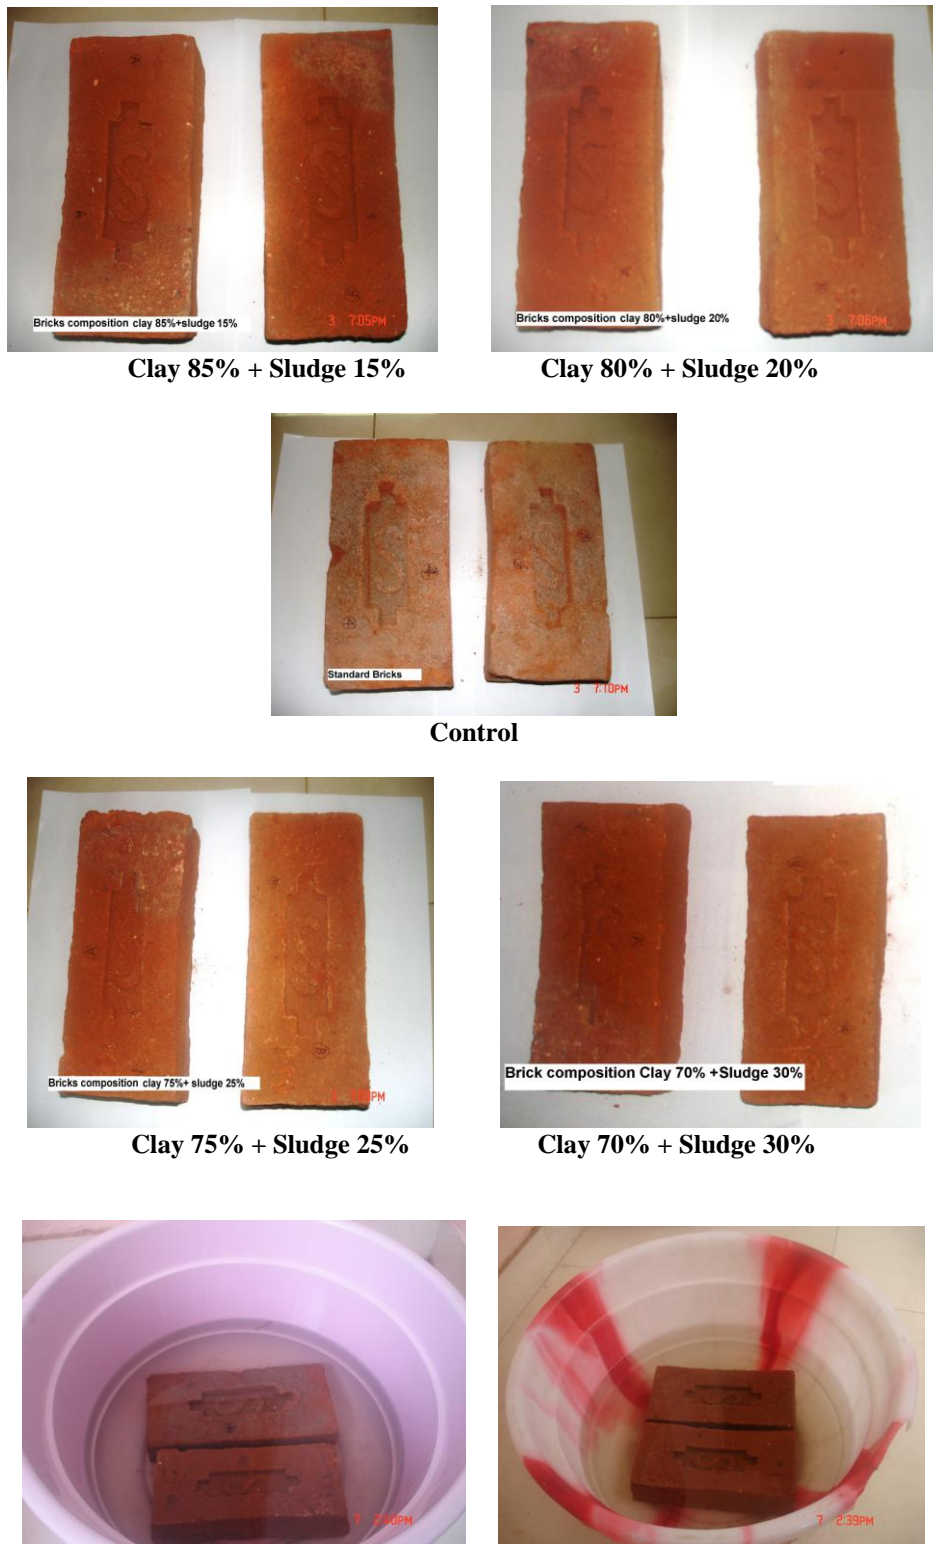 Bricks composition clay 85%+sludge 15%
3 7:05PM
Bricks composition clay 80%+sludge 20%
3 7:06PM
Clay 85% + Sludge 15%
Clay 80% + Sludge 20%
Standard Bricks
3 7:10PM
Control
Bricks composition clay 75%+ sludge 25%
Brick composition Clay 70% +Sludge 30%
Clay 75% + Sludge 25%
Clay 70% + Sludge 30%
7
7 2:39PM